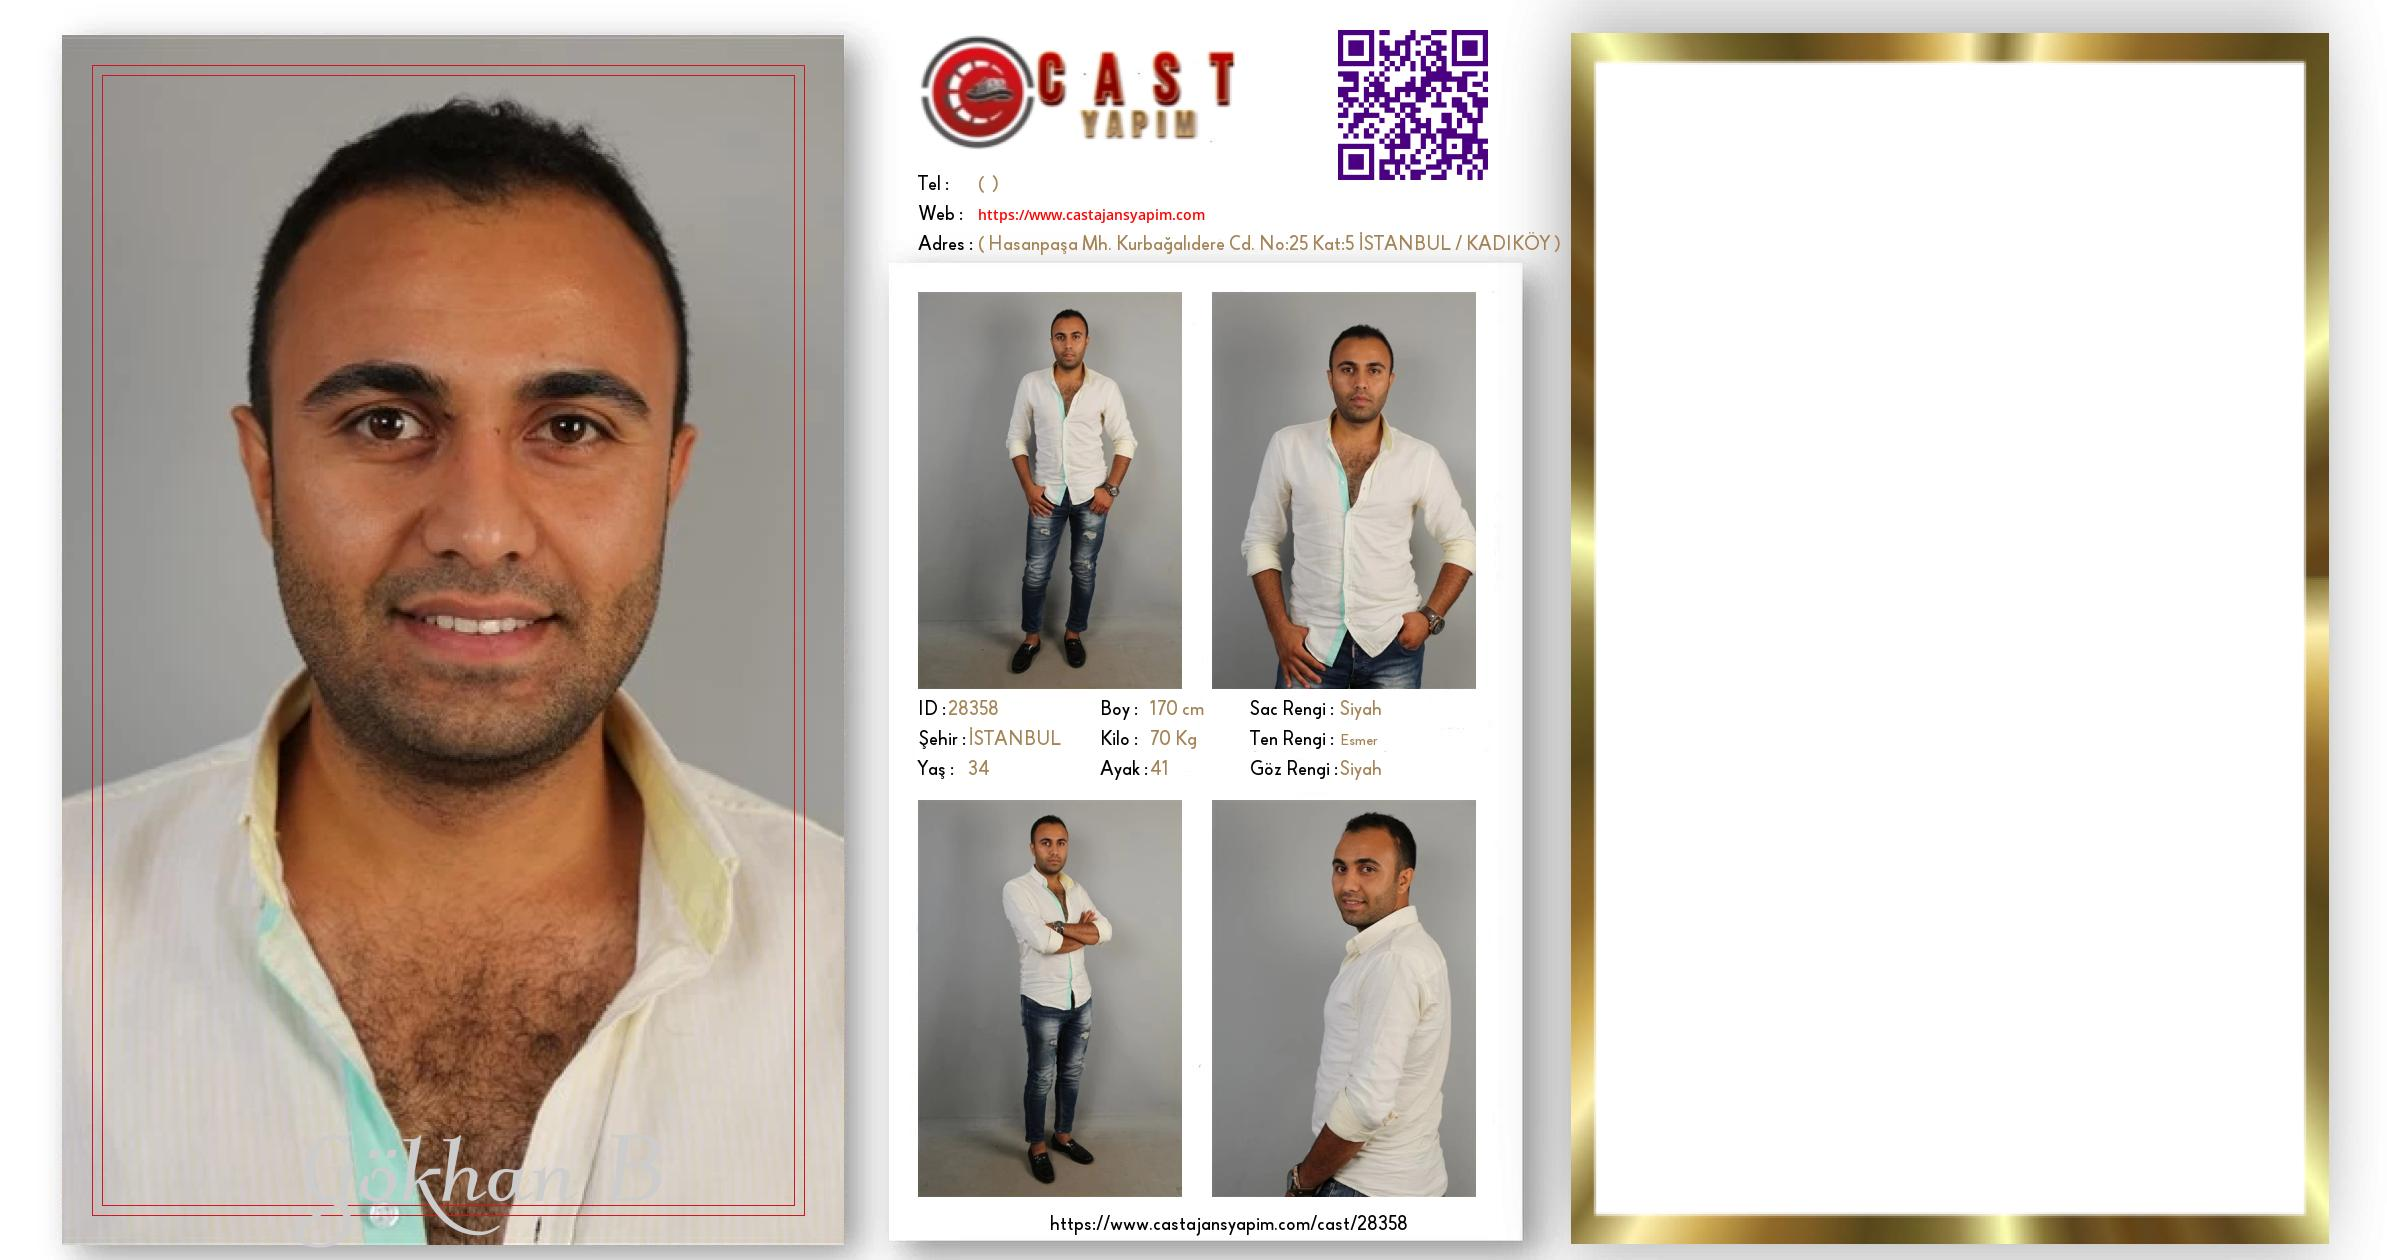 Gökhan B
CAST
YAPIM
Tel : ( )
Web : https://www.castajansyapim.com
Adres : ( Hasanpaşa Mh. Kurbağalıdere Cd. No:25 Kat:5 İSTANBUL / KADIKÖY )
ID : 28358 Boy : 170 cm Sac Rengi : Siyah
Şehir : İSTANBUL Kilo : 70 Kg Ten Rengi : Esmer
Yaş : 34 Ayak : 41 Göz Rengi : Siyah
https://www.castajansyapim.com/cast/28358